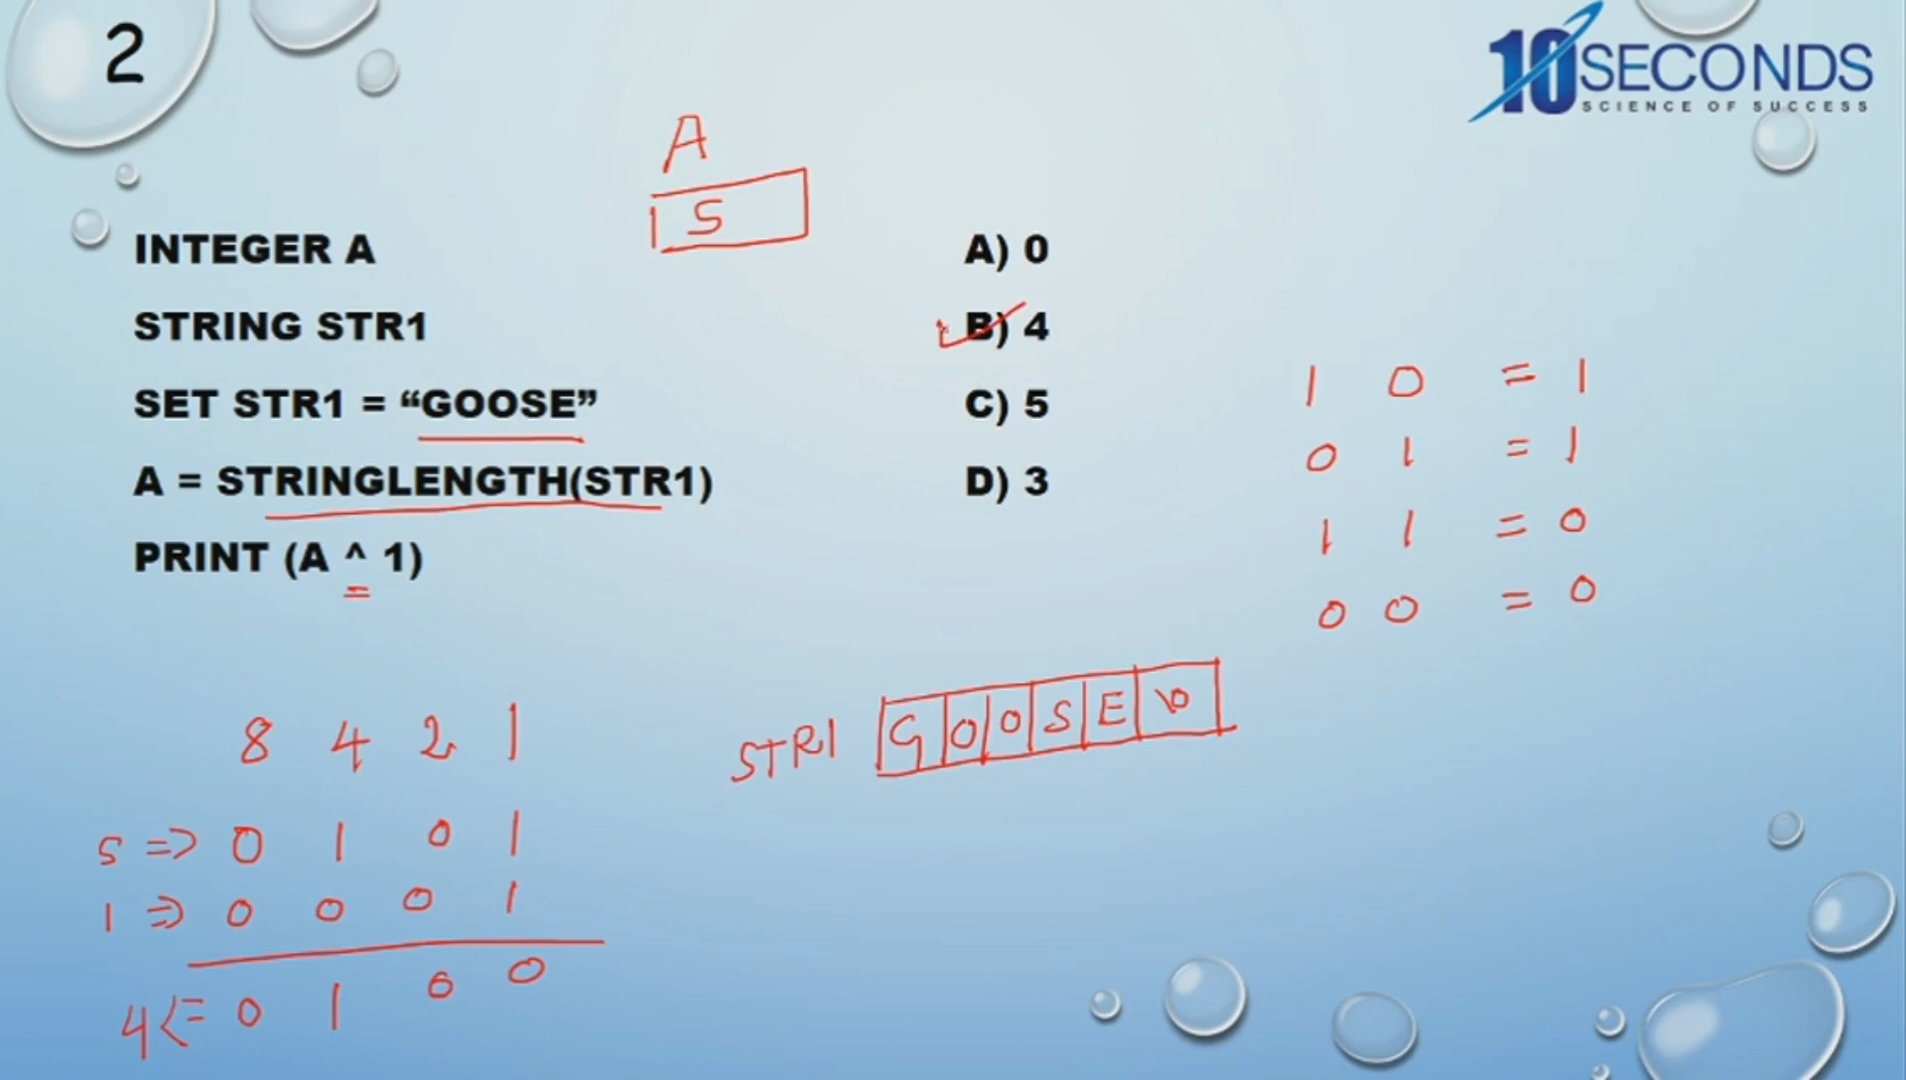 2
10SECONDS
SCIENCE OF SUCCESS
A
5
INTEGER A
A) 0
STRING STR1
B) 4
SET STR1 = “GOOSE”
C) 5
A = STRINGLENGTH(STR1)
D) 3
PRINT (A ^ 1)
1 0 = 1
0 1 = 1
1 1 = 0
0 0 = 0
STR1 G O O S E \0
8 4 2 1
5 => 0 1 0 1
1 => 0 0 0 1
4 <= 0 1 0 0